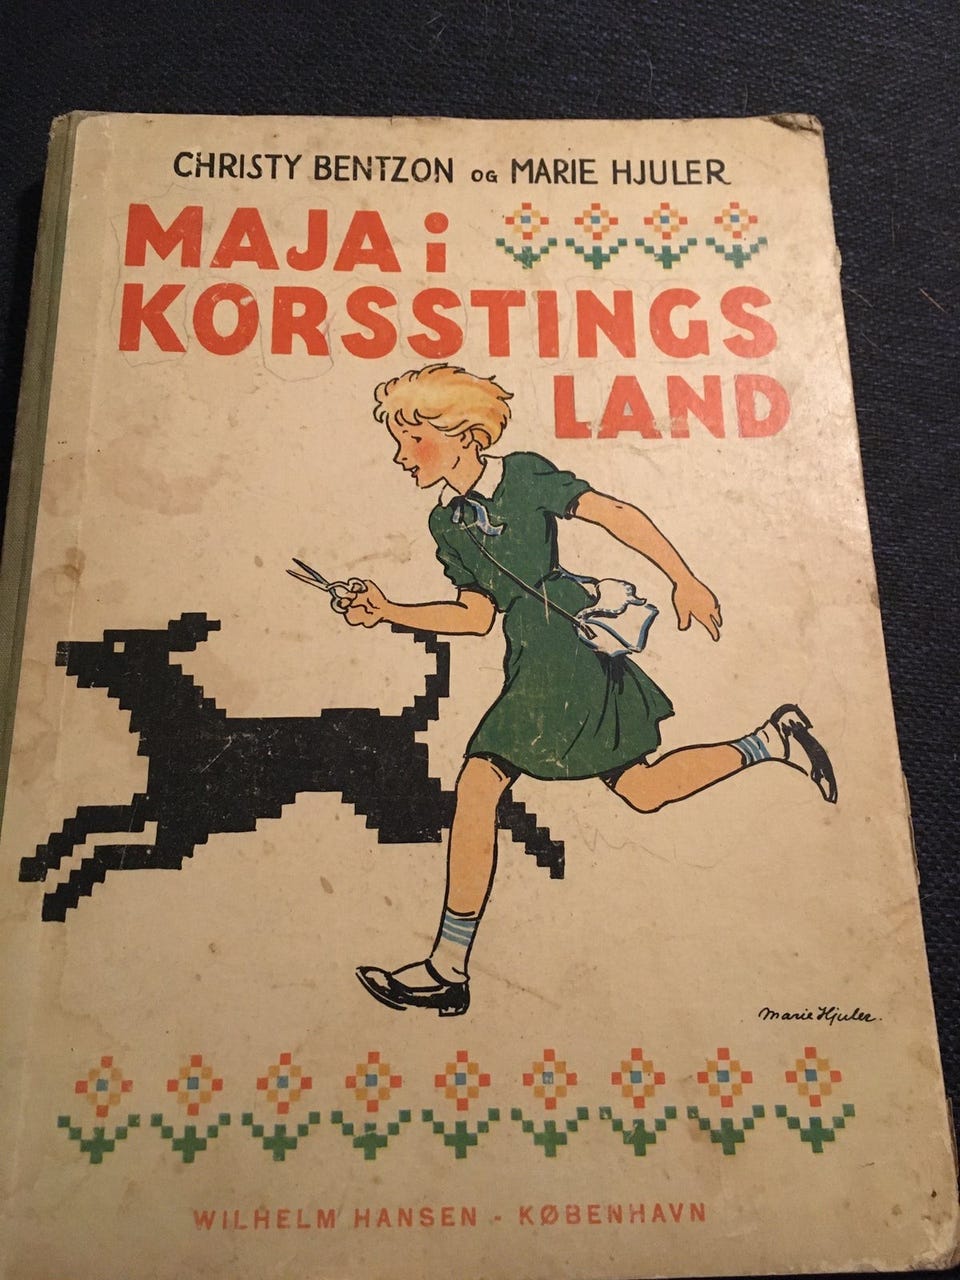 CHRISTY BENTZON OG MARIE HJULER
MAJA i
KORSSTINGS
LAND
Marie Hjuler.
WILHELM HANSEN - KØBENHAVN